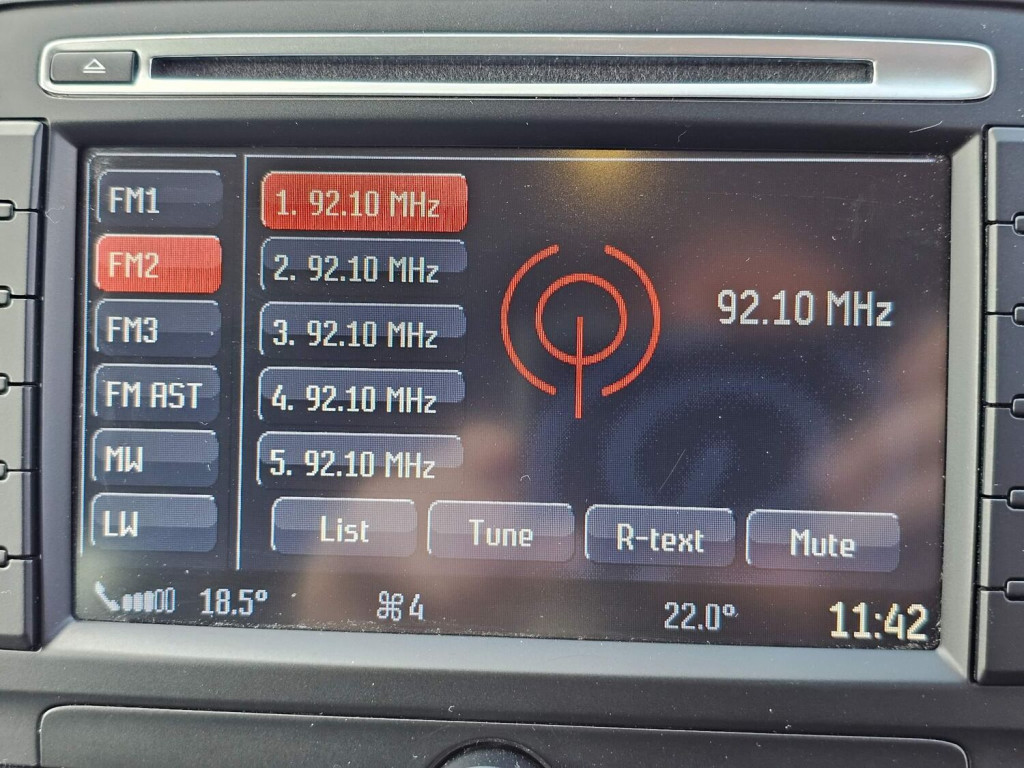 FM1
FM2
FM3
FM AST
MW
LW
1. 92.10 MHz
2. 92.10 MHz
3. 92.10 MHz
4. 92.10 MHz
5. 92.10 MHz
92.10 MHz
List Tune R-text Mute
18.5° 4 22.0° 11:42